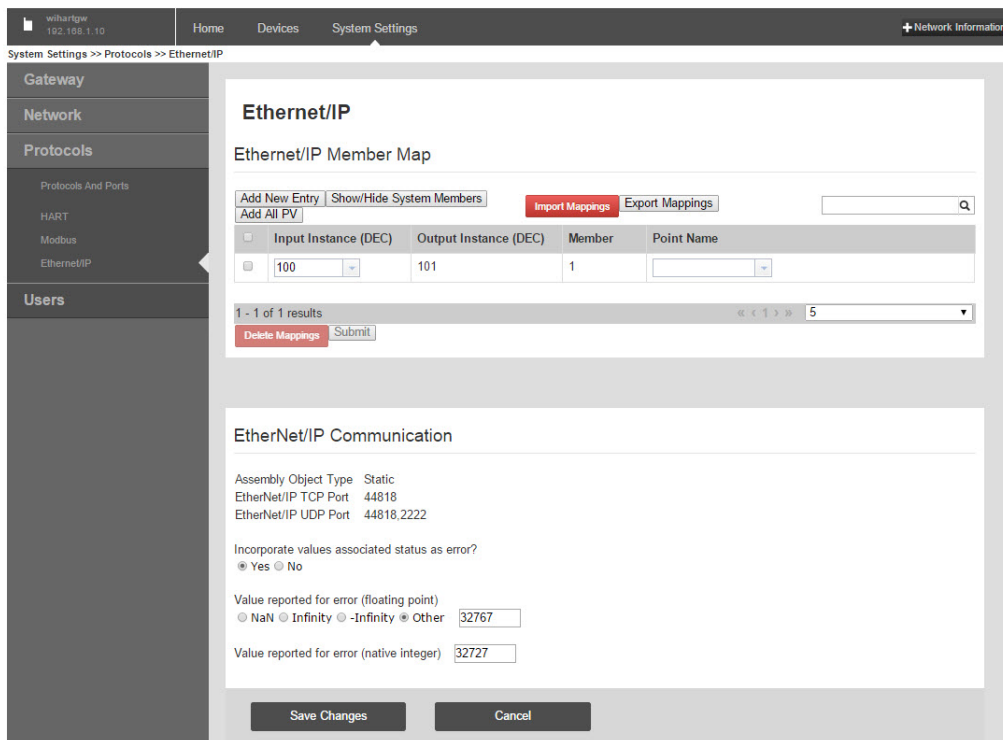 wihartgw
192.168.1.10
Home Devices System Settings
Network Information
System Settings >> Protocols >> Ethernet/IP
Gateway
Network
Protocols
Protocols And Ports
HART
Modbus
Ethernet/IP
Users
Ethernet/IP
Ethernet/IP Member Map
Add New Entry Show/Hide System Members
Add All PV
Import Mappings Export Mappings
Input Instance (DEC) Output Instance (DEC) Member Point Name
100 101 1
1 - 1 of 1 results « ‹ 1 › » 5
Delete Mappings Submit
EtherNet/IP Communication
Assembly Object Type Static
EtherNet/IP TCP Port 44818
EtherNet/IP UDP Port 44818,2222
Incorporate values associated status as error?
Yes No
Value reported for error (floating point)
NaN Infinity -Infinity Other 32767
Value reported for error (native integer) 32727
Save Changes Cancel